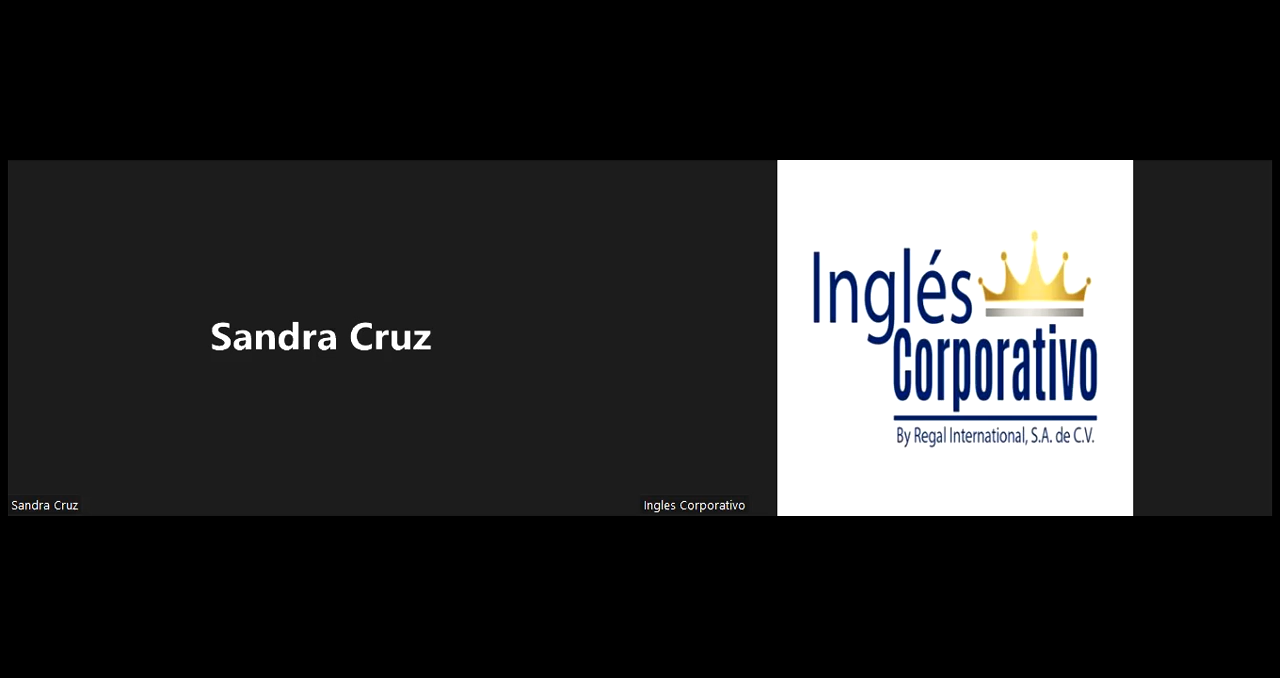 Sandra Cruz
Sandra Cruz
Inglés
Corporativo
By Regal International, S.A. de C.V.
Ingles Corporativo